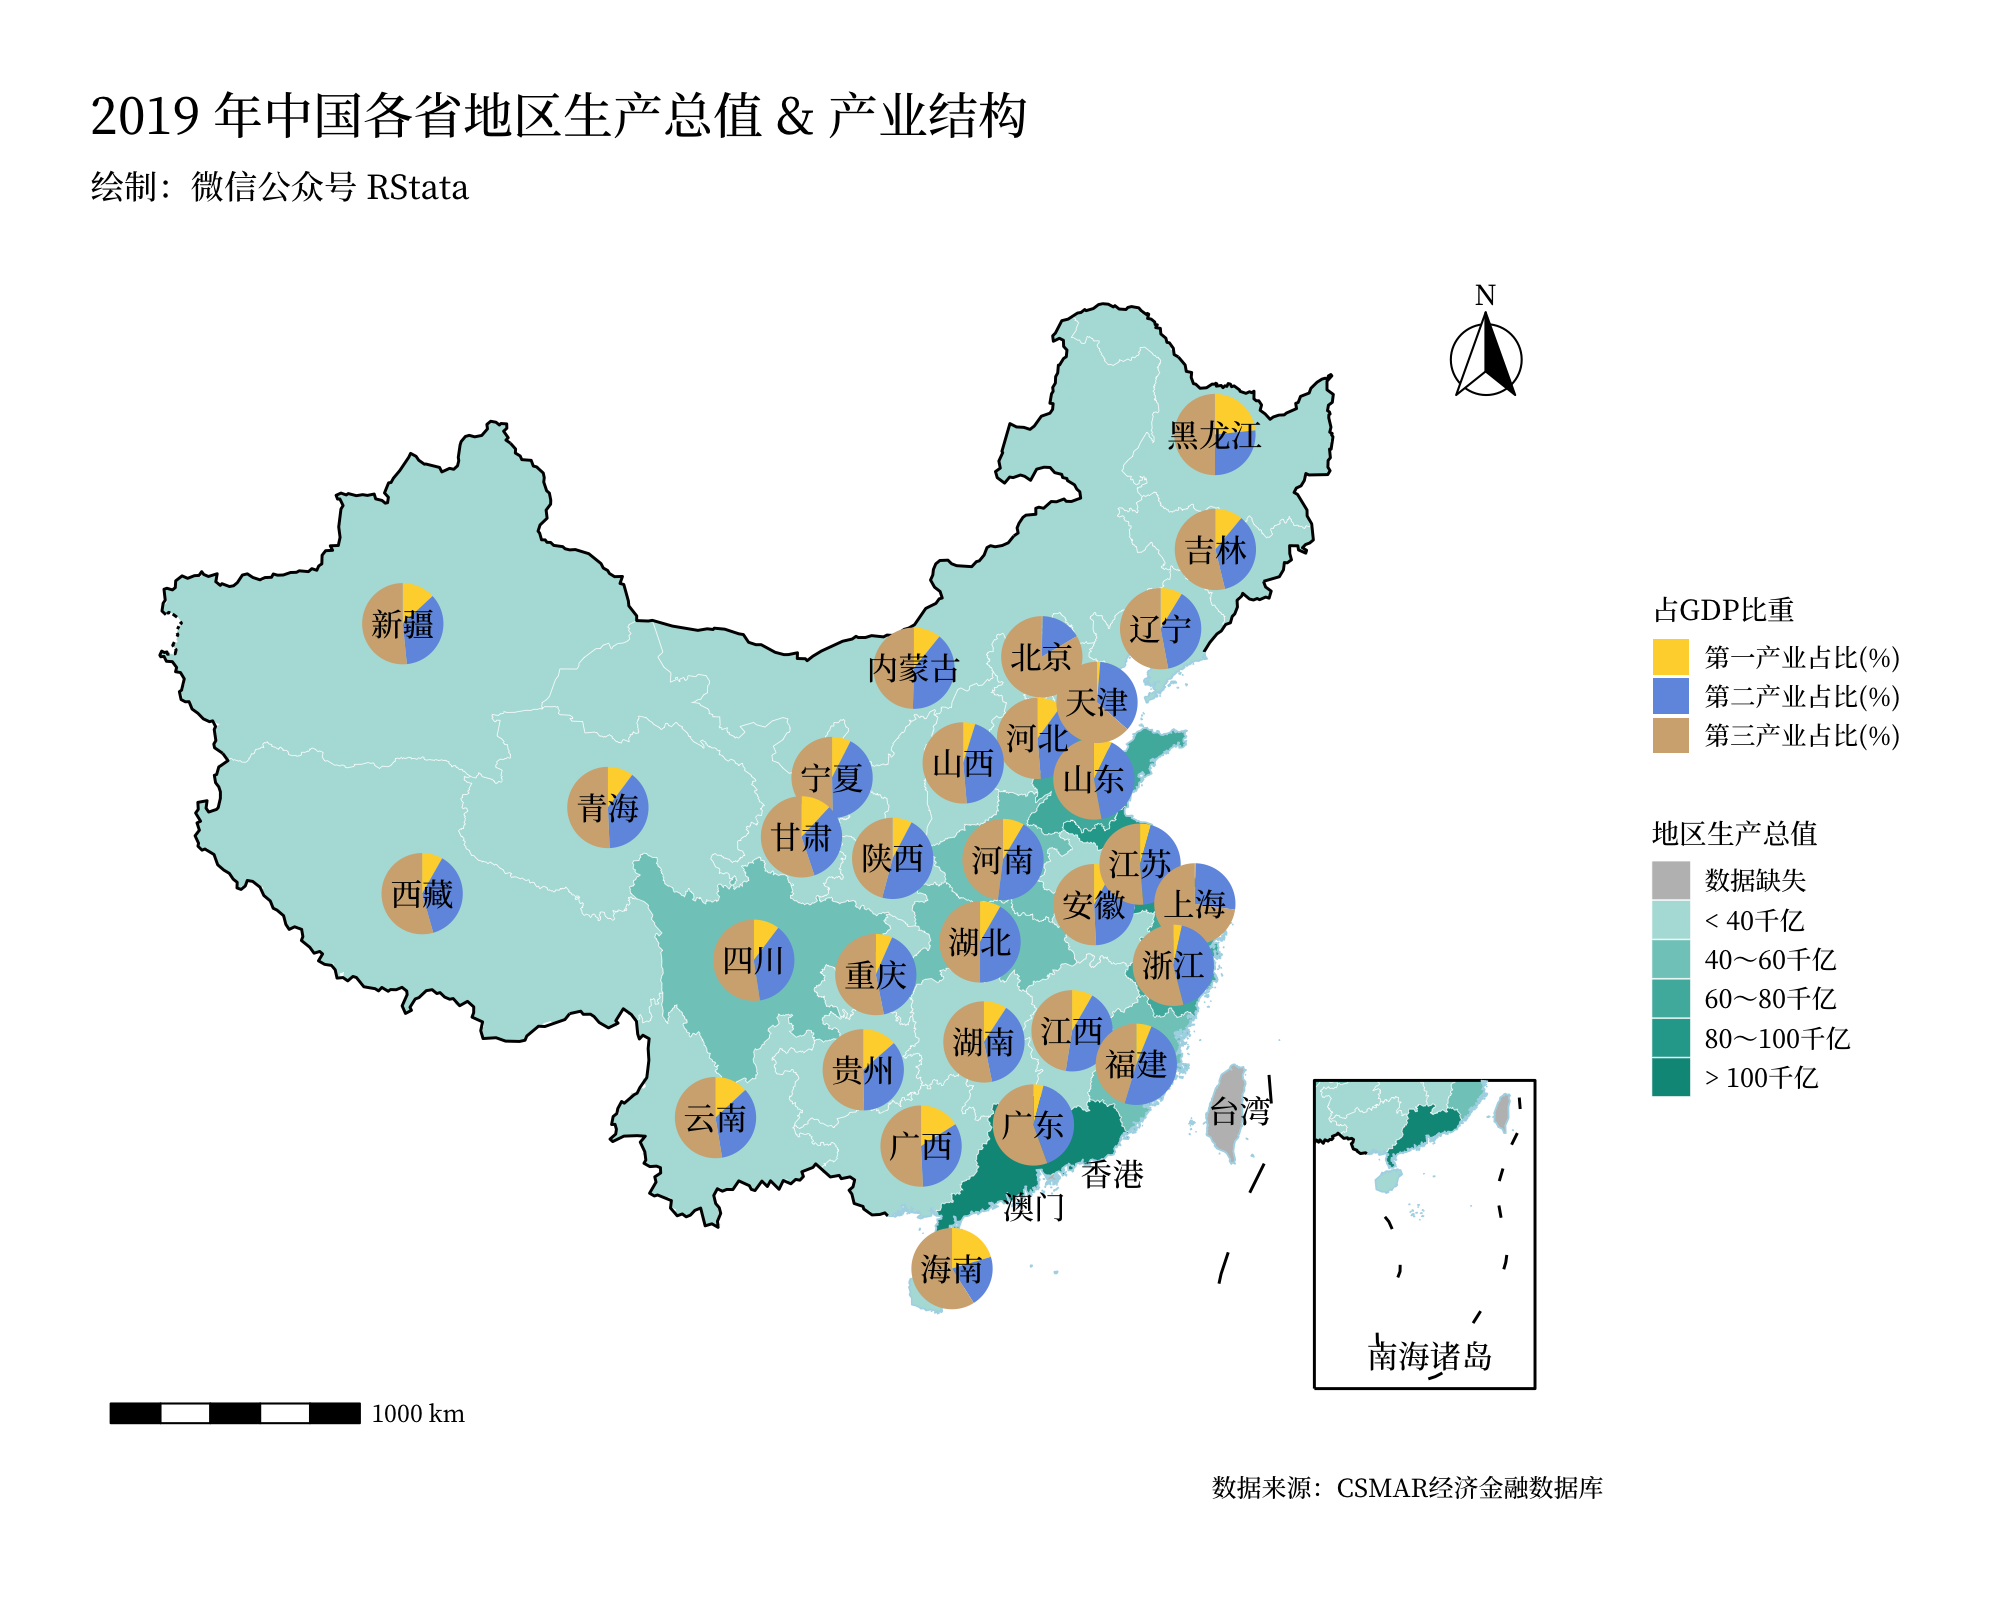 2019 年中国各省地区生产总值 & 产业结构
绘制：微信公众号 RStata
N
黑龙江
吉林
辽宁
新疆
内蒙古
北京
天津
河北
山西
宁夏
山东
青海
甘肃
陕西
河南
江苏
安徽
上海
西藏
湖北
四川
重庆
浙江
湖南
江西
福建
贵州
云南
广西
广东
台湾
香港
澳门
海南
南海诸岛
占GDP比重
第一产业占比(%)
第二产业占比(%)
第三产业占比(%)
地区生产总值
数据缺失
< 40千亿
40～60千亿
60～80千亿
80～100千亿
> 100千亿
1000 km
数据来源：CSMAR经济金融数据库